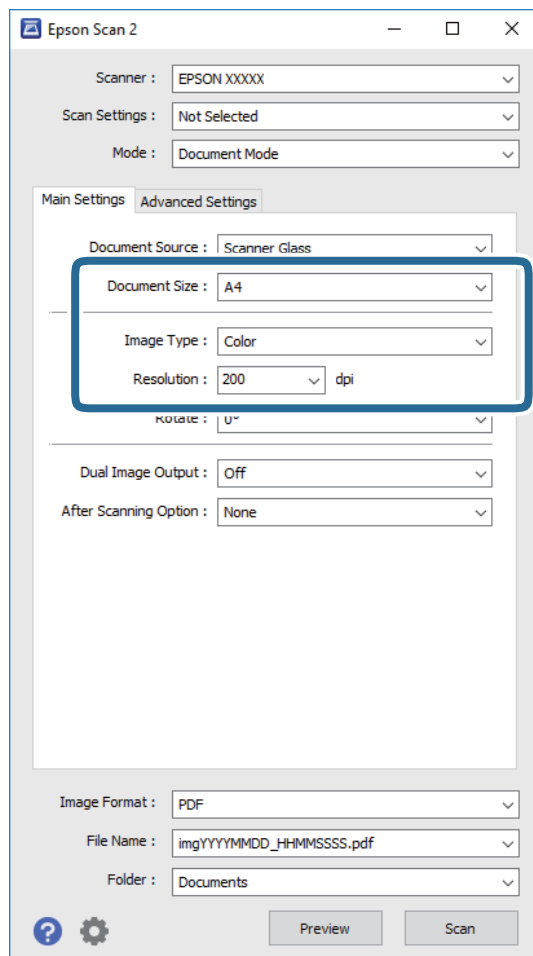 Epson Scan 2
Scanner : EPSON XXXXX
Scan Settings : Not Selected
Mode : Document Mode
Main Settings Advanced Settings
Document Source : Scanner Glass
Document Size : A4
Image Type : Color
Resolution : 200 dpi
Rotate : 0°
Dual Image Output : Off
After Scanning Option : None
Image Format : PDF
File Name : imgYYYYMMDD_HHMMSSSS.pdf
Folder : Documents
? Preview Scan